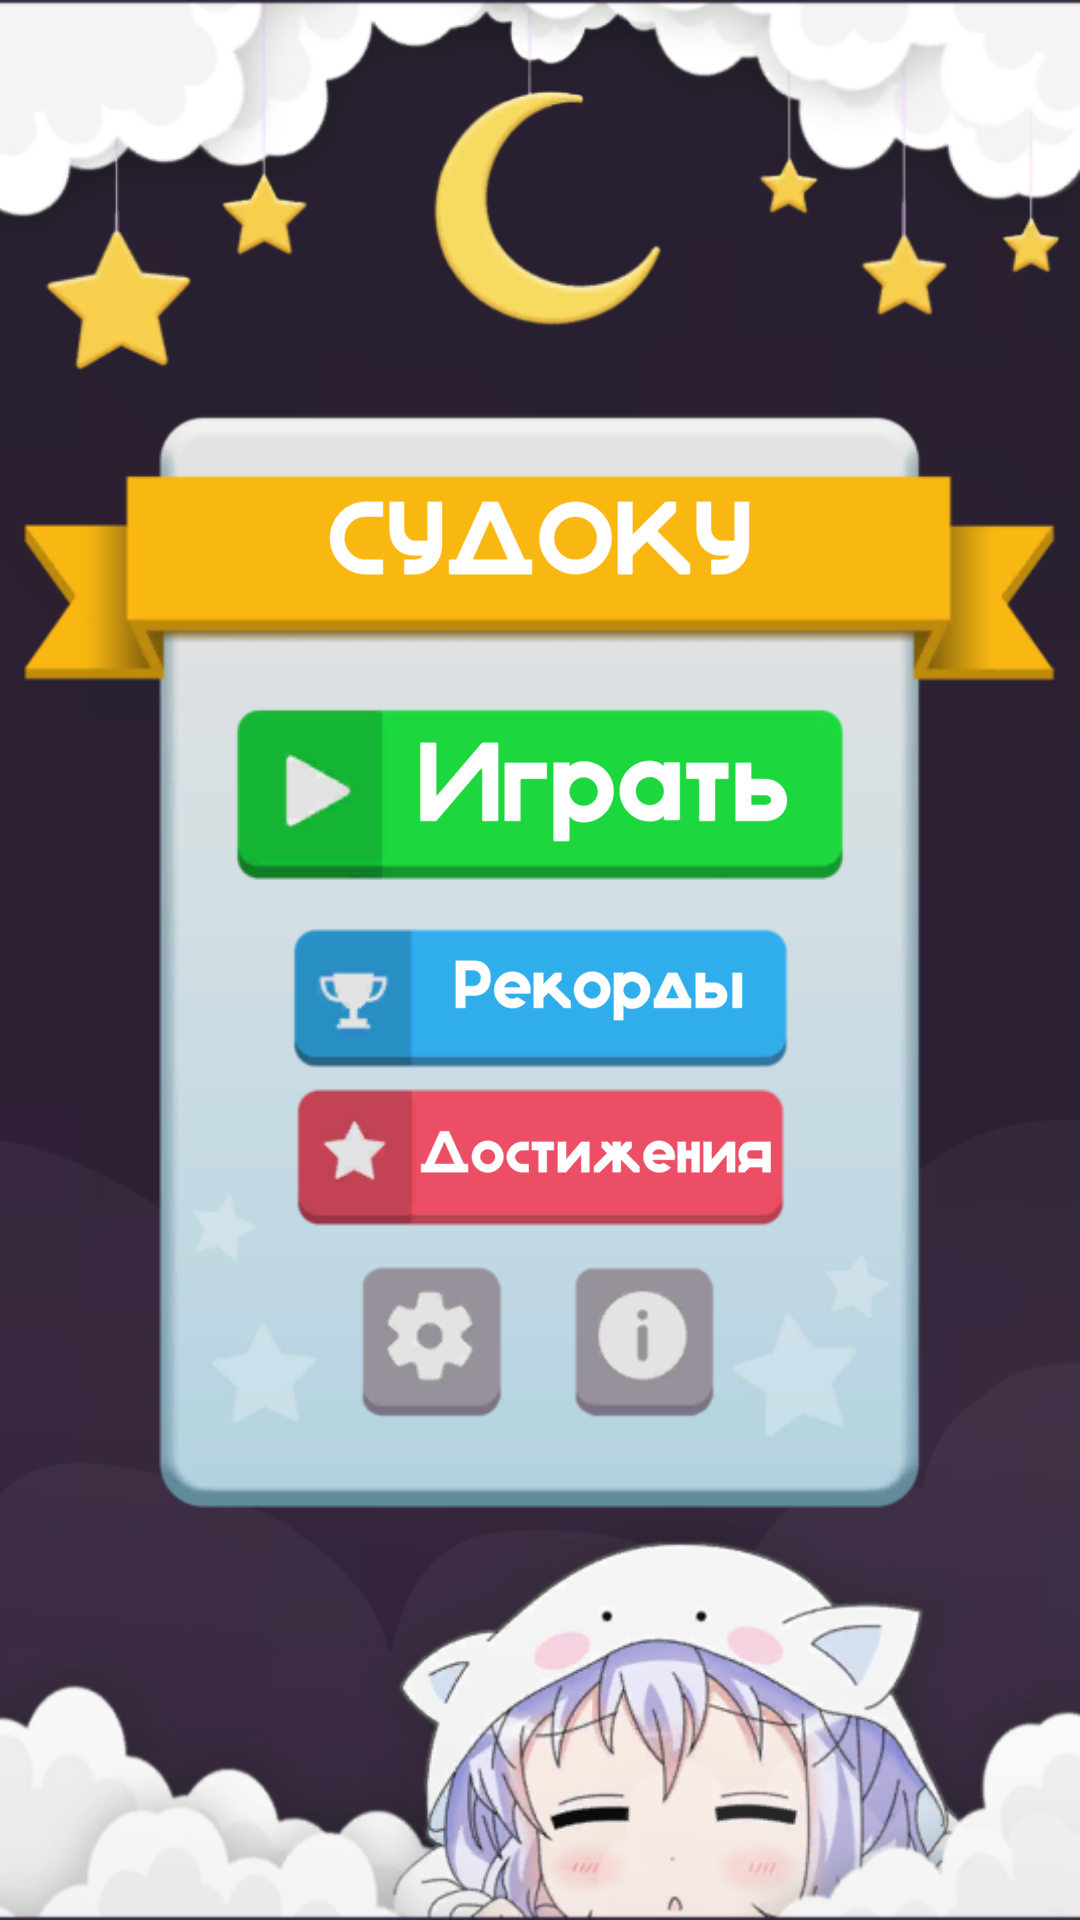 СУДОКУ
Играть
Рекорды
Достижения